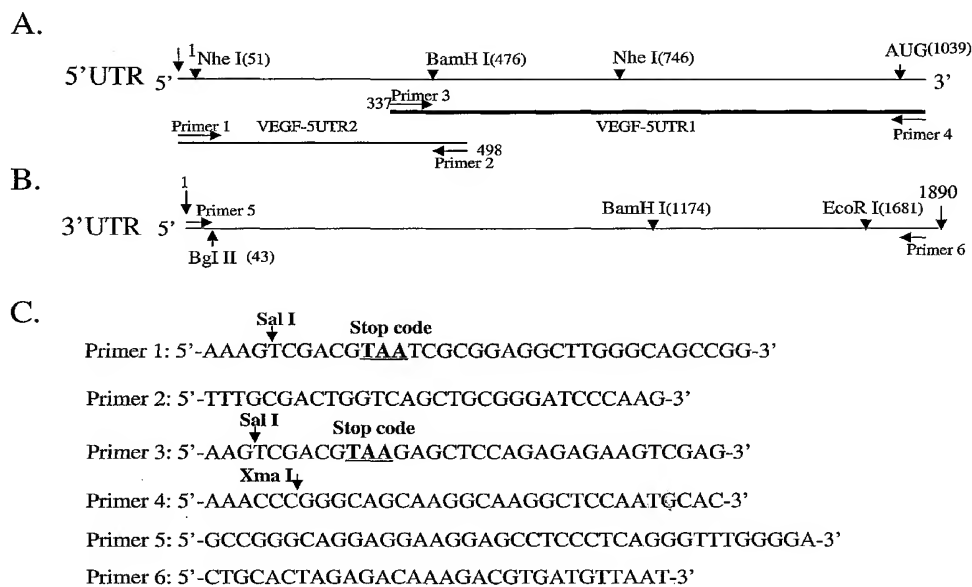 A.
1 Nhe I(51) BamH I(476) Nhe I(746) AUG(1039)
5'UTR 5' 3'
337 Primer 3
Primer 1 VEGF-5UTR2 VEGF-5UTR1 Primer 4
498
Primer 2
B.
1 1890
Primer 5 BamH I(1174) EcoR I(1681)
3'UTR 5'
Primer 6
BgI II (43)
C.
Sal I Stop code
Primer 1: 5'-AAAGTCGACGTAATCGCGGAGGCTTGGGCAGCCGG-3'
Primer 2: 5'-TTTGCGACTGGTCAGCTGCGGGATCCCAAG-3'
Sal I Stop code
Primer 3: 5'-AAGTCGACGTAAGAGCTCCAGAGAGAAGTCGAG-3'
Xma I
Primer 4: 5'-AAACCCGGGCAGCAAGGCAAGGCTCCAATGCAC-3'
Primer 5: 5'-GCCGGGCAGGAGGAAGGAGCCTCCCTCAGGGTTTGGGGA-3'
Primer 6: 5'-CTGCACTAGAGACAAAGACGTGATGTTAAT-3'